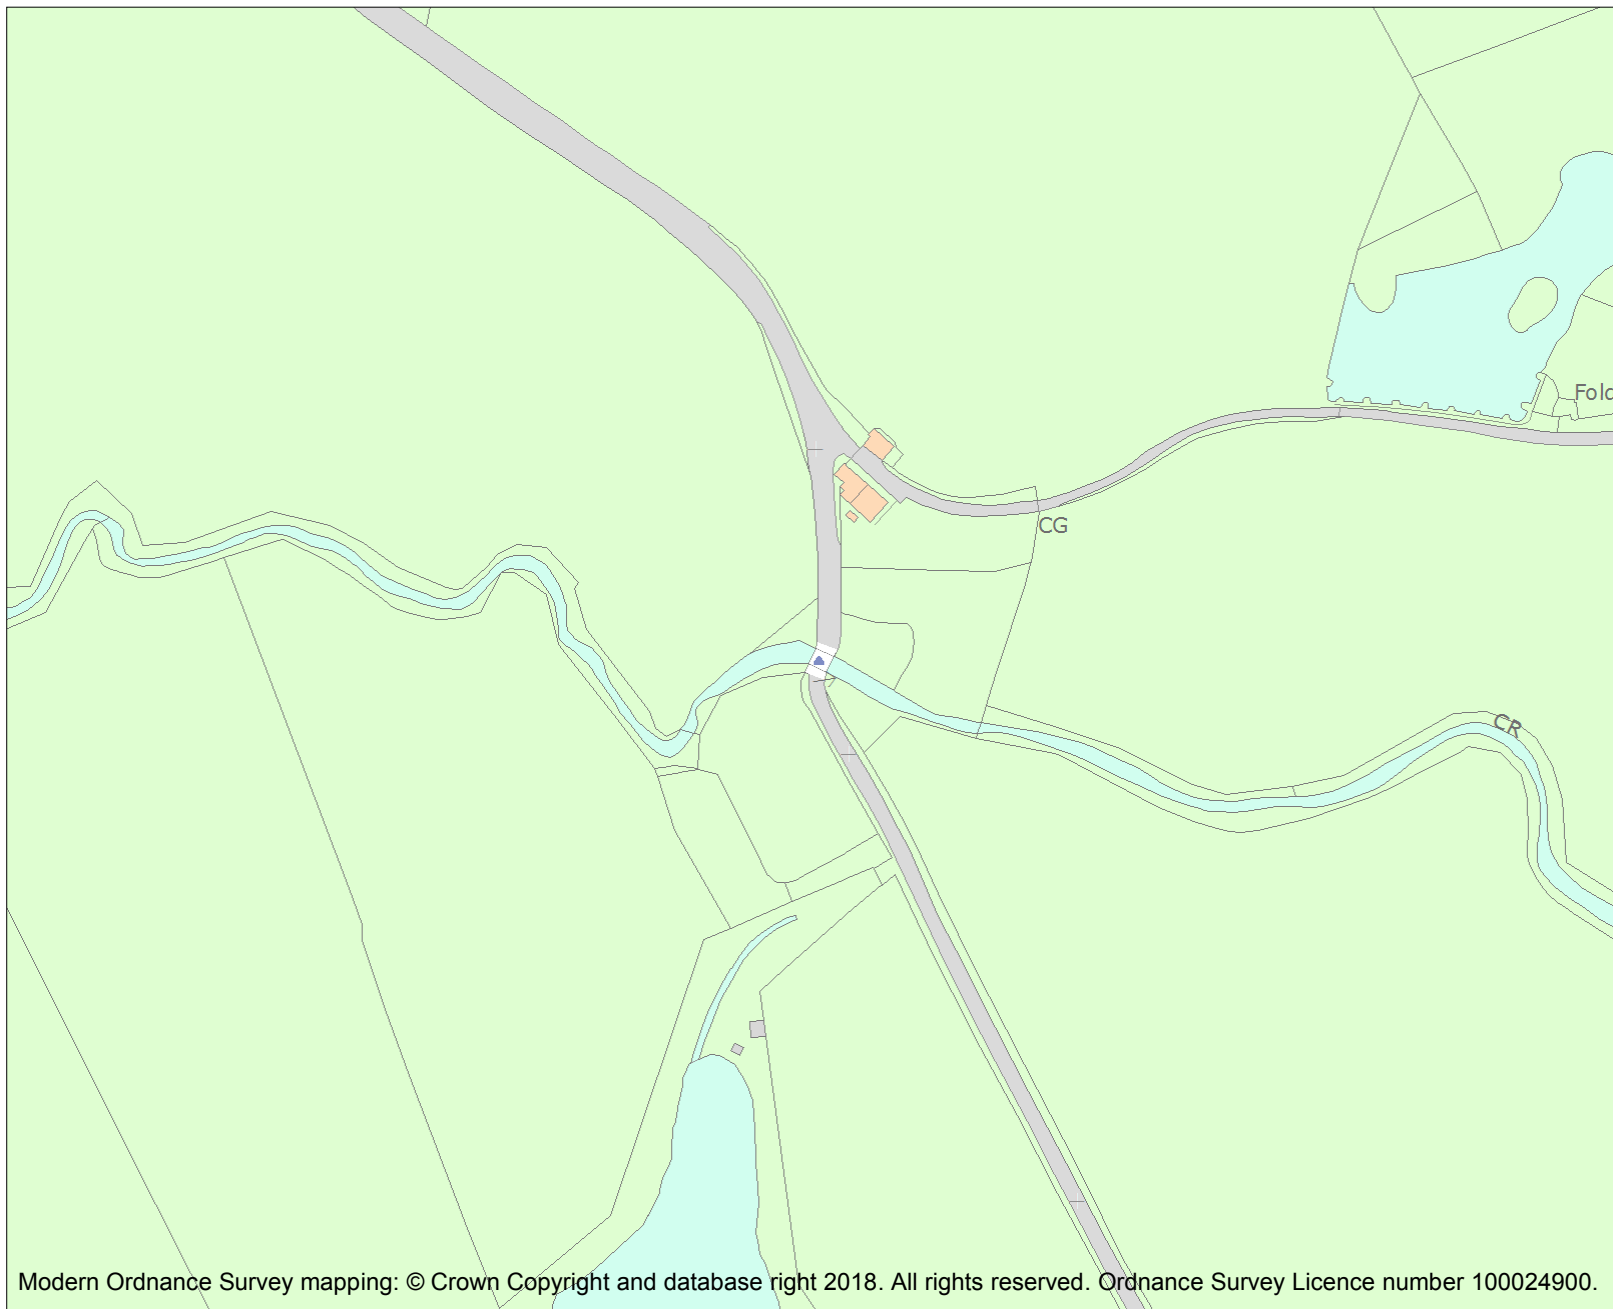 Fold
CG
CR
Modern Ordnance Survey mapping: © Crown Copyright and database right 2018. All rights reserved. Ordnance Survey Licence number 100024900.